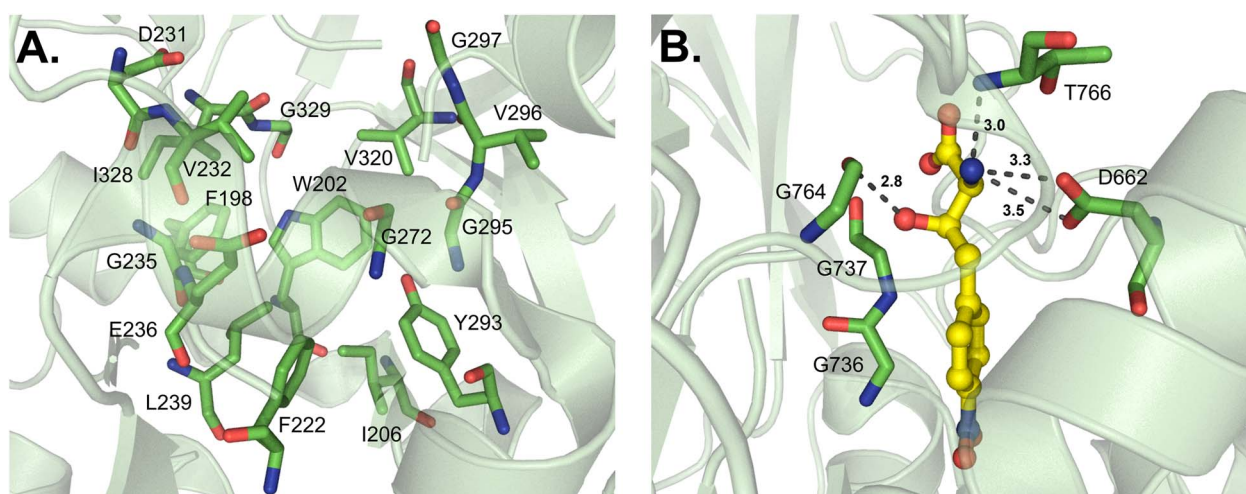 A.
D231
G297
G329
V296
V320
I328
V232
F198
W202
G235
G272
G295
E236
Y293
L239
F222
I206
B.
T766
3.0
3.3
D662
2.8
G764
3.5
G737
G736